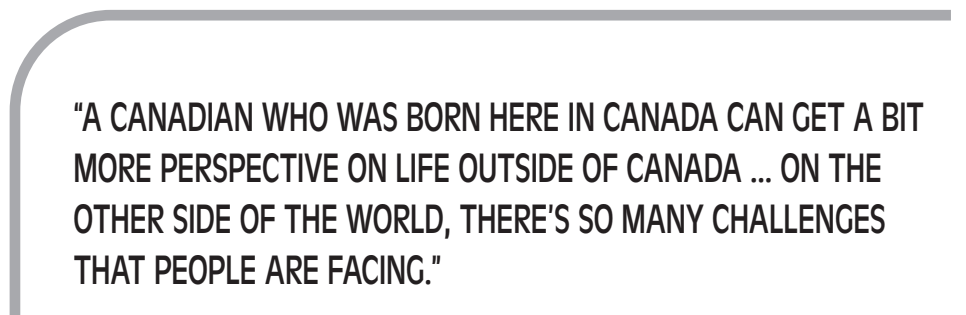 “A CANADIAN WHO WAS BORN HERE IN CANADA CAN GET A BIT
MORE PERSPECTIVE ON LIFE OUTSIDE OF CANADA ... ON THE
OTHER SIDE OF THE WORLD, THERE’S SO MANY CHALLENGES
THAT PEOPLE ARE FACING.”